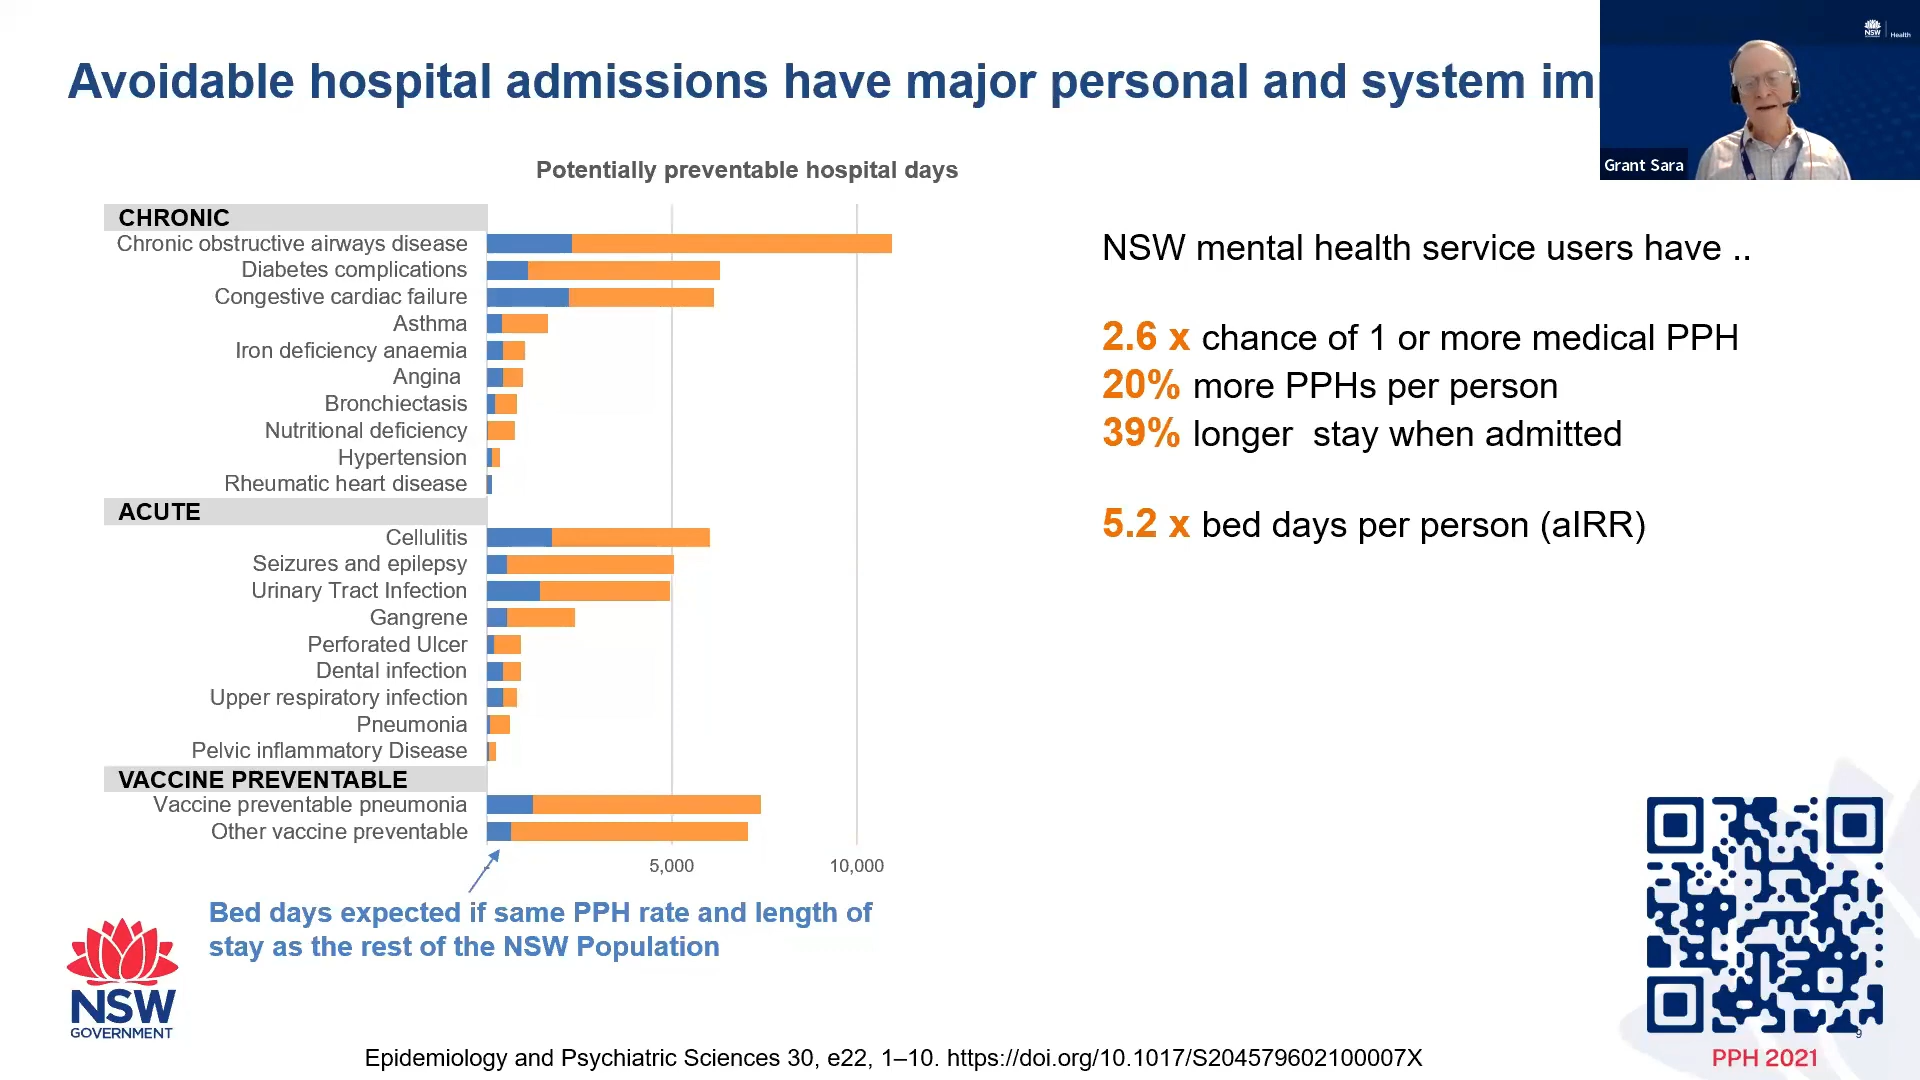 Avoidable hospital admissions have major personal and system im
NSW
Health
Grant Sara
Potentially preventable hospital days
CHRONIC
Chronic obstructive airways disease
Diabetes complications
Congestive cardiac failure
Asthma
Iron deficiency anaemia
Angina
Bronchiectasis
Nutritional deficiency
Hypertension
Rheumatic heart disease
ACUTE
Cellulitis
Seizures and epilepsy
Urinary Tract Infection
Gangrene
Perforated Ulcer
Dental infection
Upper respiratory infection
Pneumonia
Pelvic inflammatory Disease
VACCINE PREVENTABLE
Vaccine preventable pneumonia
Other vaccine preventable
-
5,000
10,000
Bed days expected if same PPH rate and length of
stay as the rest of the NSW Population
NSW mental health service users have ..
2.6 x chance of 1 or more medical PPH
20% more PPHs per person
39% longer  stay when admitted
5.2 x bed days per person (aIRR)
NSW
GOVERNMENT
Epidemiology and Psychiatric Sciences 30, e22, 1–10. https://doi.org/10.1017/S204579602100007X
9
PPH 2021